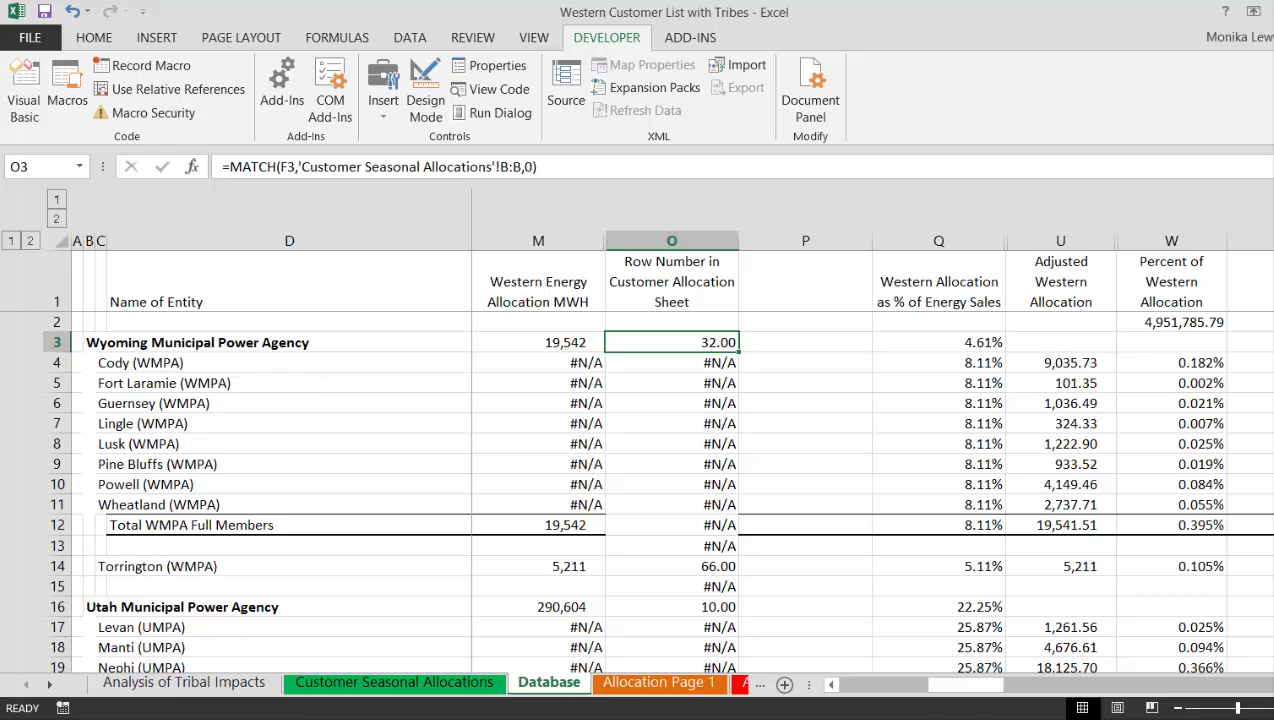 Western Customer List with Tribes - Excel
FILE HOME INSERT PAGE LAYOUT FORMULAS DATA REVIEW VIEW DEVELOPER ADD-INS Monika Lew
Visual Basic
Macros
Record Macro
Use Relative References
Macro Security
Code
Add-Ins
COM Add-Ins
Add-Ins
Insert
Design Mode
Properties
View Code
Run Dialog
Controls
Source
Map Properties
Expansion Packs
Refresh Data
Import
Export
XML
Document Panel
Modify
O3 fx =MATCH(F3,'Customer Seasonal Allocations'!B:B,0)
1
2
1 2 A B C D M O P Q U W
1 Name of Entity Western Energy Allocation MWH Row Number in Customer Allocation Sheet Western Allocation as % of Energy Sales Adjusted Western Allocation Percent of Western Allocation
2 4,951,785.79
3 Wyoming Municipal Power Agency 19,542 32.00 4.61%
4 Cody (WMPA) #N/A #N/A 8.11% 9,035.73 0.182%
5 Fort Laramie (WMPA) #N/A #N/A 8.11% 101.35 0.002%
6 Guernsey (WMPA) #N/A #N/A 8.11% 1,036.49 0.021%
7 Lingle (WMPA) #N/A #N/A 8.11% 324.33 0.007%
8 Lusk (WMPA) #N/A #N/A 8.11% 1,222.90 0.025%
9 Pine Bluffs (WMPA) #N/A #N/A 8.11% 933.52 0.019%
10 Powell (WMPA) #N/A #N/A 8.11% 4,149.46 0.084%
11 Wheatland (WMPA) #N/A #N/A 8.11% 2,737.71 0.055%
12 Total WMPA Full Members 19,542 #N/A 8.11% 19,541.51 0.395%
13 #N/A
14 Torrington (WMPA) 5,211 66.00 5.11% 5,211 0.105%
15 #N/A
16 Utah Municipal Power Agency 290,604 10.00 22.25%
17 Levan (UMPA) #N/A #N/A 25.87% 1,261.56 0.025%
18 Manti (UMPA) #N/A #N/A 25.87% 4,676.61 0.094%
19 Nephi (UMPA) #N/A #N/A 25.87% 18,125.70 0.366%
Analysis of Tribal Impacts Customer Seasonal Allocations Database Allocation Page 1 A ...
READY